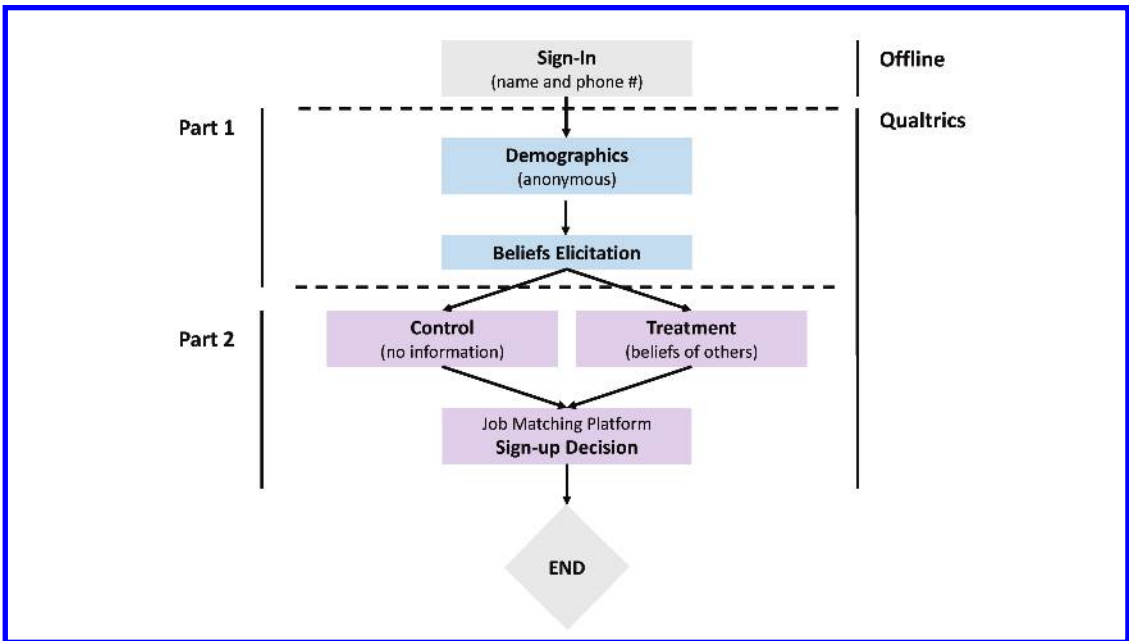 Sign-In
(name and phone #)
Offline
Part 1
Qualtrics
Demographics
(anonymous)
Beliefs Elicitation
Part 2
Control
(no information)
Treatment
(beliefs of others)
Job Matching Platform
Sign-up Decision
END